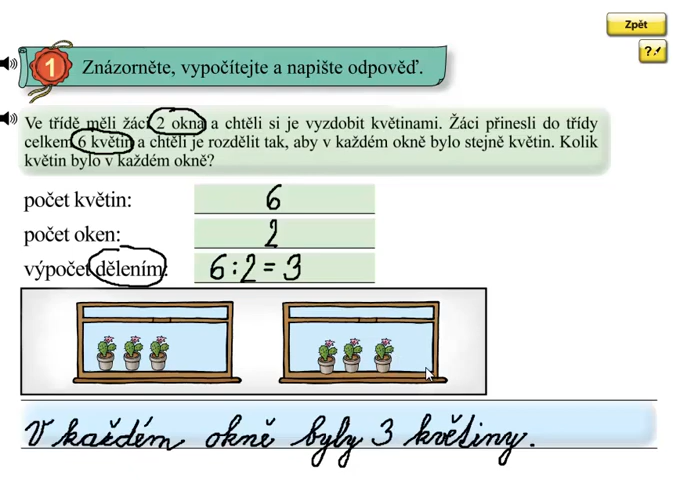 Zpět
?✓
1 Znázorněte, vypočítejte a napište odpověď.
Ve třídě měli žáci 2 okna a chtěli si je vyzdobit květinami. Žáci přinesli do třídy
celkem 6 květin a chtěli je rozdělit tak, aby v každém okně bylo stejně květin. Kolik
květin bylo v každém okně?
počet květin: 6
počet oken: 2
výpočet dělením: 6 : 2 = 3
V každém okně byly 3 květiny.